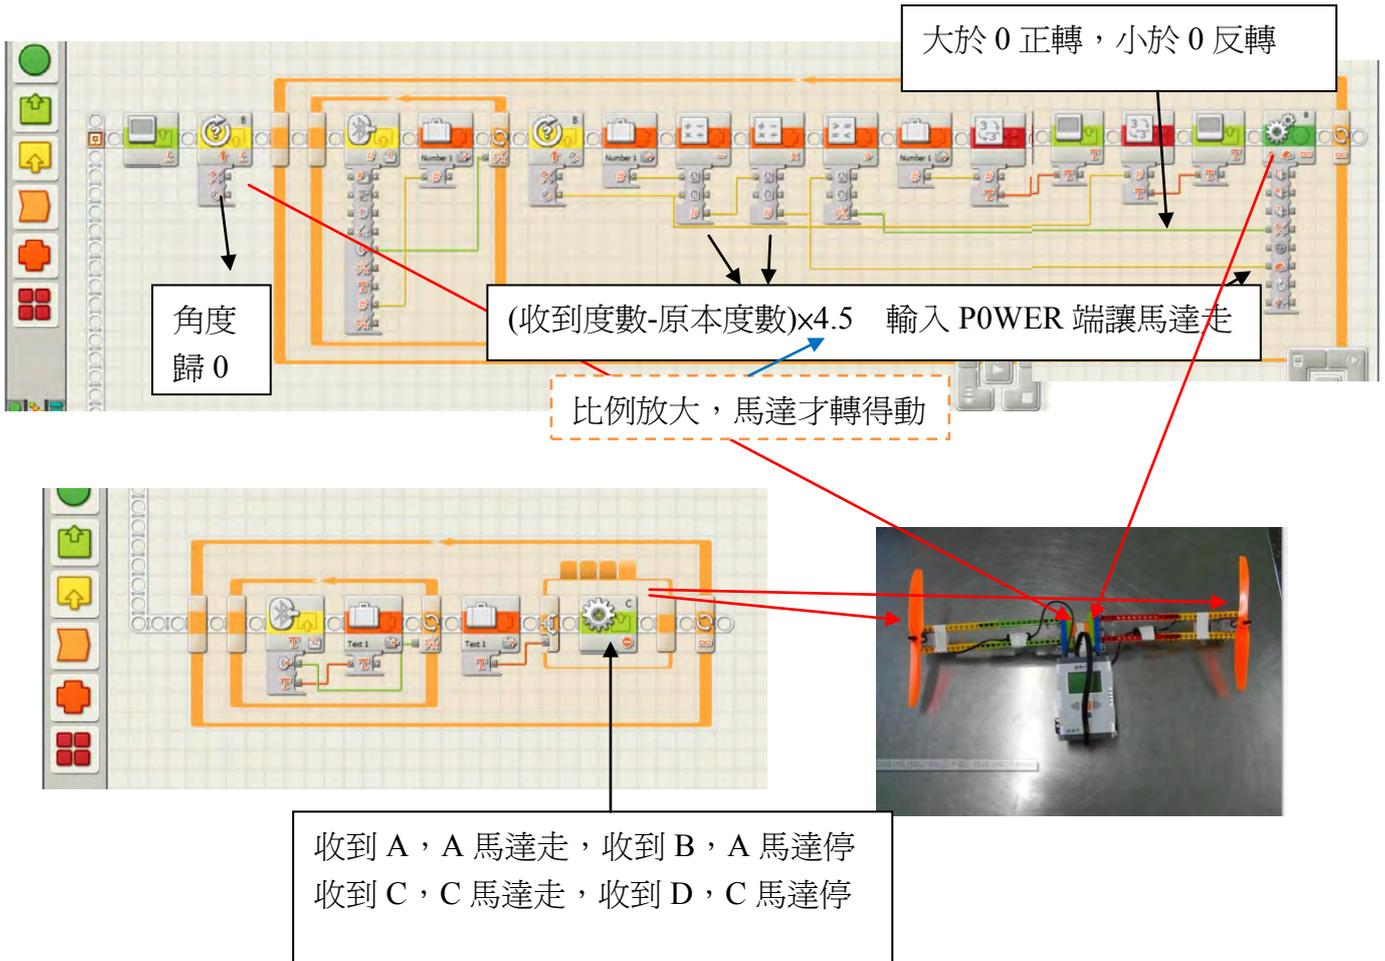 大於 0 正轉，小於 0 反轉
B
B
B
Number 1
Number 1
Number 1
角度
歸 0
(收到度數-原本度數)×4.5 輸入 P0WER 端讓馬達走
比例放大，馬達才轉得動
C
Text 1
Text 1
收到 A，A 馬達走，收到 B，A 馬達停
收到 C，C 馬達走，收到 D，C 馬達停